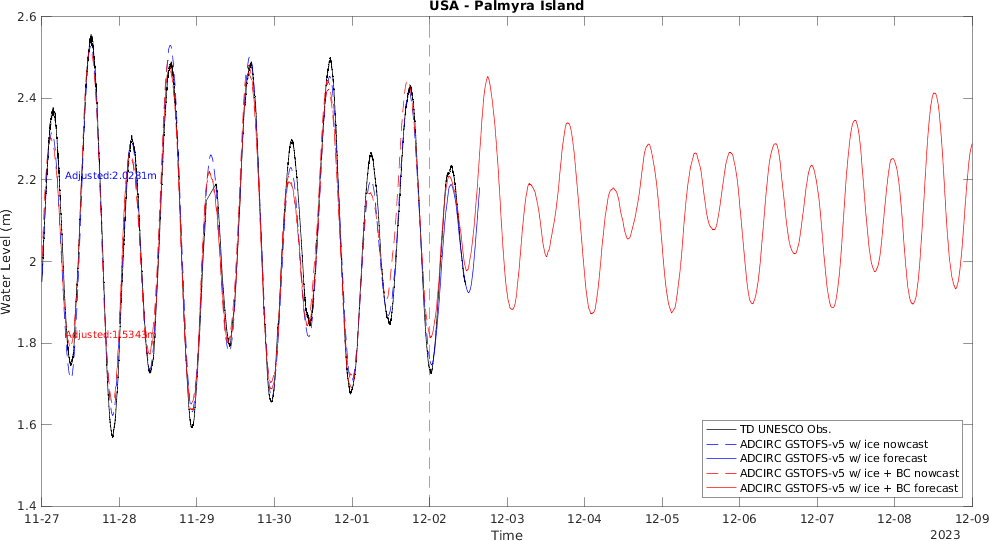 USA - Palmyra Island
Water Level (m)
2.6
2.4
2.2
2
1.8
1.6
1.4
Adjusted:2.0231m
Adjusted:1.5343m
TD UNESCO Obs.
ADCIRC GSTOFS-v5 w/ ice nowcast
ADCIRC GSTOFS-v5 w/ ice forecast
ADCIRC GSTOFS-v5 w/ ice + BC nowcast
ADCIRC GSTOFS-v5 w/ ice + BC forecast
11-27 11-28 11-29 11-30 12-01 12-02 12-03 12-04 12-05 12-06 12-07 12-08 12-09
Time
2023